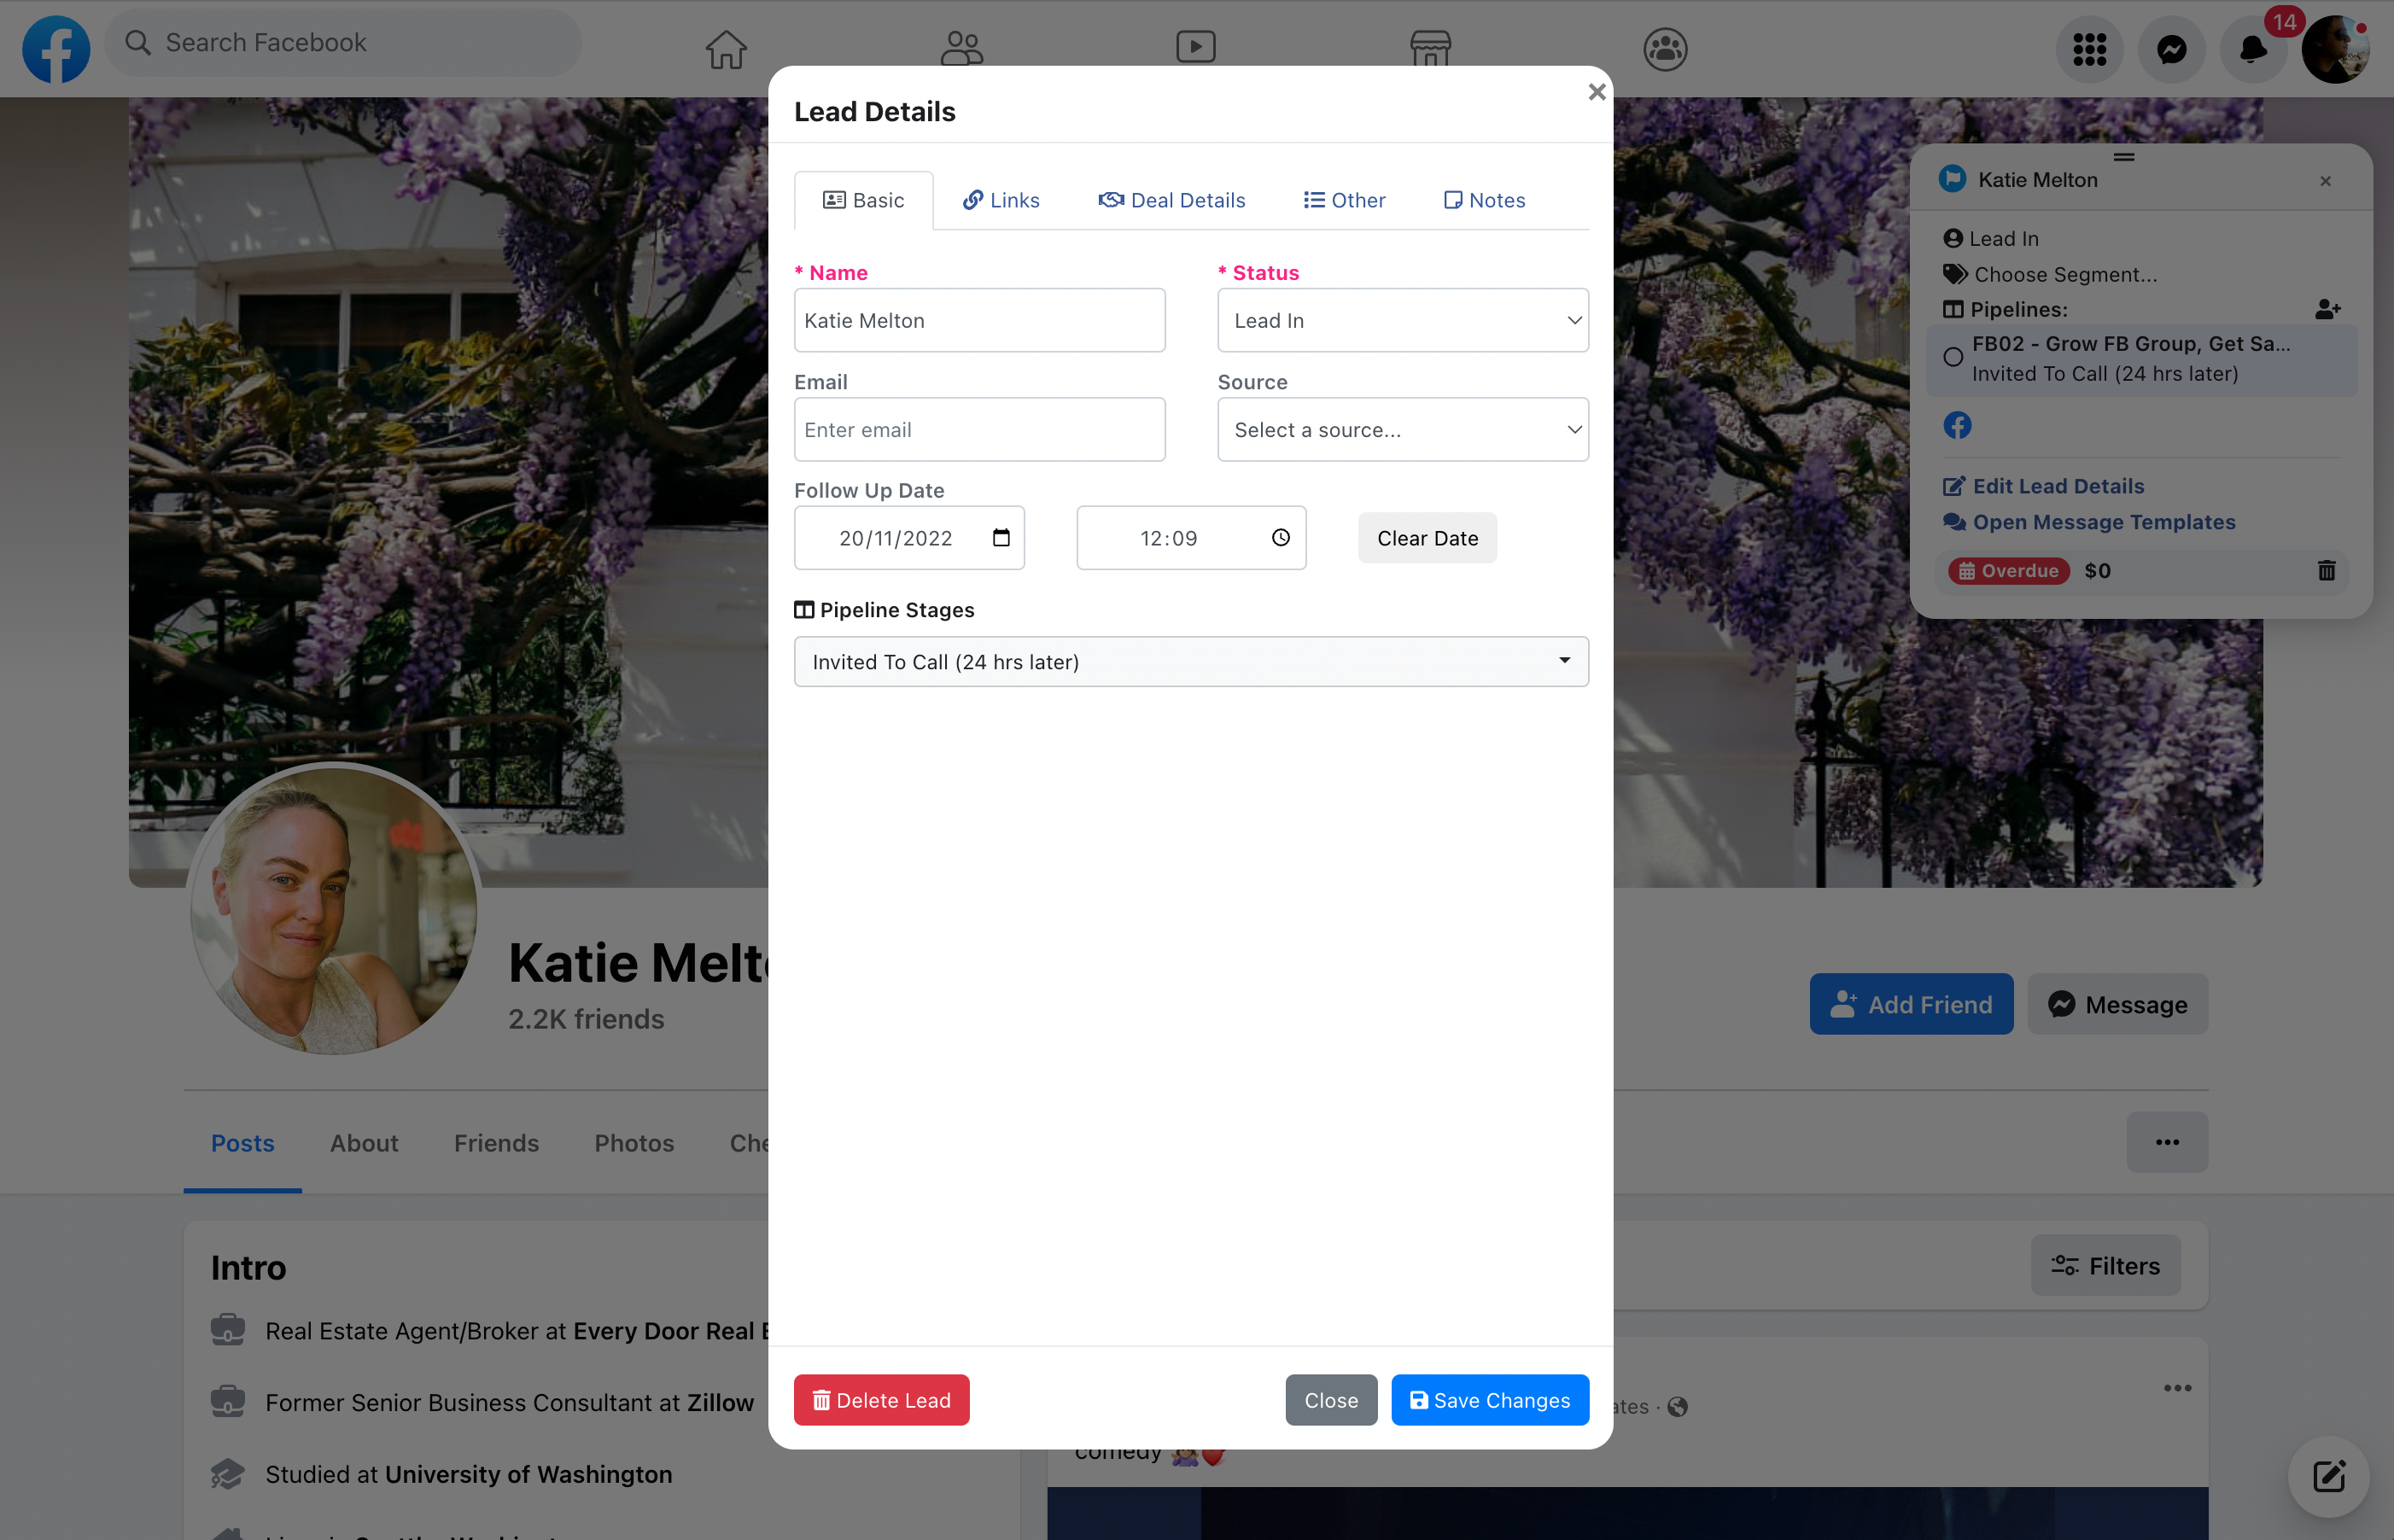 Search Facebook
14
Lead Details
Basic
Links
Deal Details
Other
Notes
* Name
* Status
Katie Melton
Lead In
Email
Source
Enter email
Select a source...
Follow Up Date
20/11/2022
12:09
Clear Date
Pipeline Stages
Invited To Call (24 hrs later)
Delete Lead
Close
Save Changes
Katie Melton
Lead In
Choose Segment...
Pipelines:
FB02 - Grow FB Group, Get Sa...
Invited To Call (24 hrs later)
Edit Lead Details
Open Message Templates
Overdue $0
Katie Melt
2.2K friends
Add Friend
Message
Posts
About
Friends
Photos
Che
Intro
Filters
Real Estate Agent/Broker at Every Door Real E
Former Senior Business Consultant at Zillow
Studied at University of Washington
ates ·
comedy